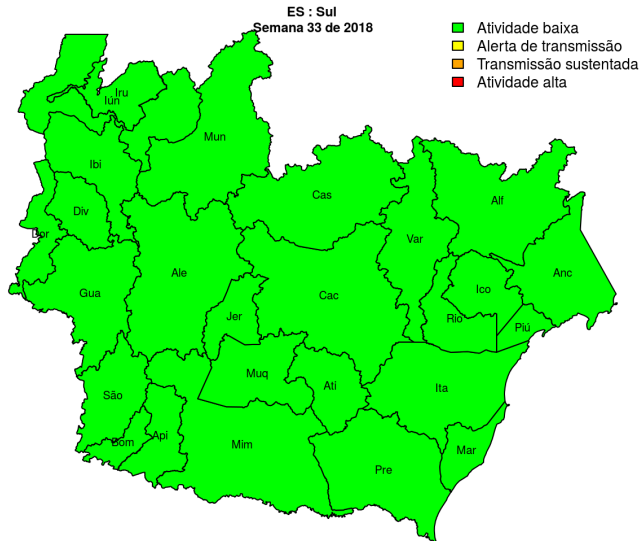 ES : Sul
Semana 33 de 2018
Atividade baixa
Alerta de transmissão
Transmissão sustentada
Atividade alta
Iru
Iún
Mun
Ibi
Cas
Alf
Div
Dor
Var
Ale
Anc
Gua
Cac
Ico
Jer
Rio
Piú
Muq
Ati
Ita
São
Api
Bom
Mim
Mar
Pre